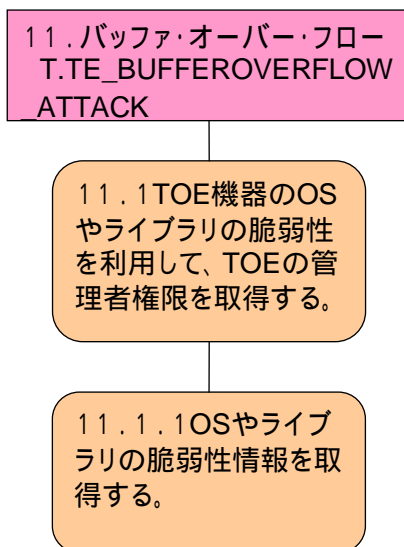 １１．バッファ・オーバー・フロー
T.TE_BUFFEROVERFLOW
_ATTACK
１１．１TOE機器のOS
やライブラリの脆弱性
を利用して、TOEの管
理者権限を取得する。
１１．１．１OSやライブ
ラリの脆弱性情報を取
得する。